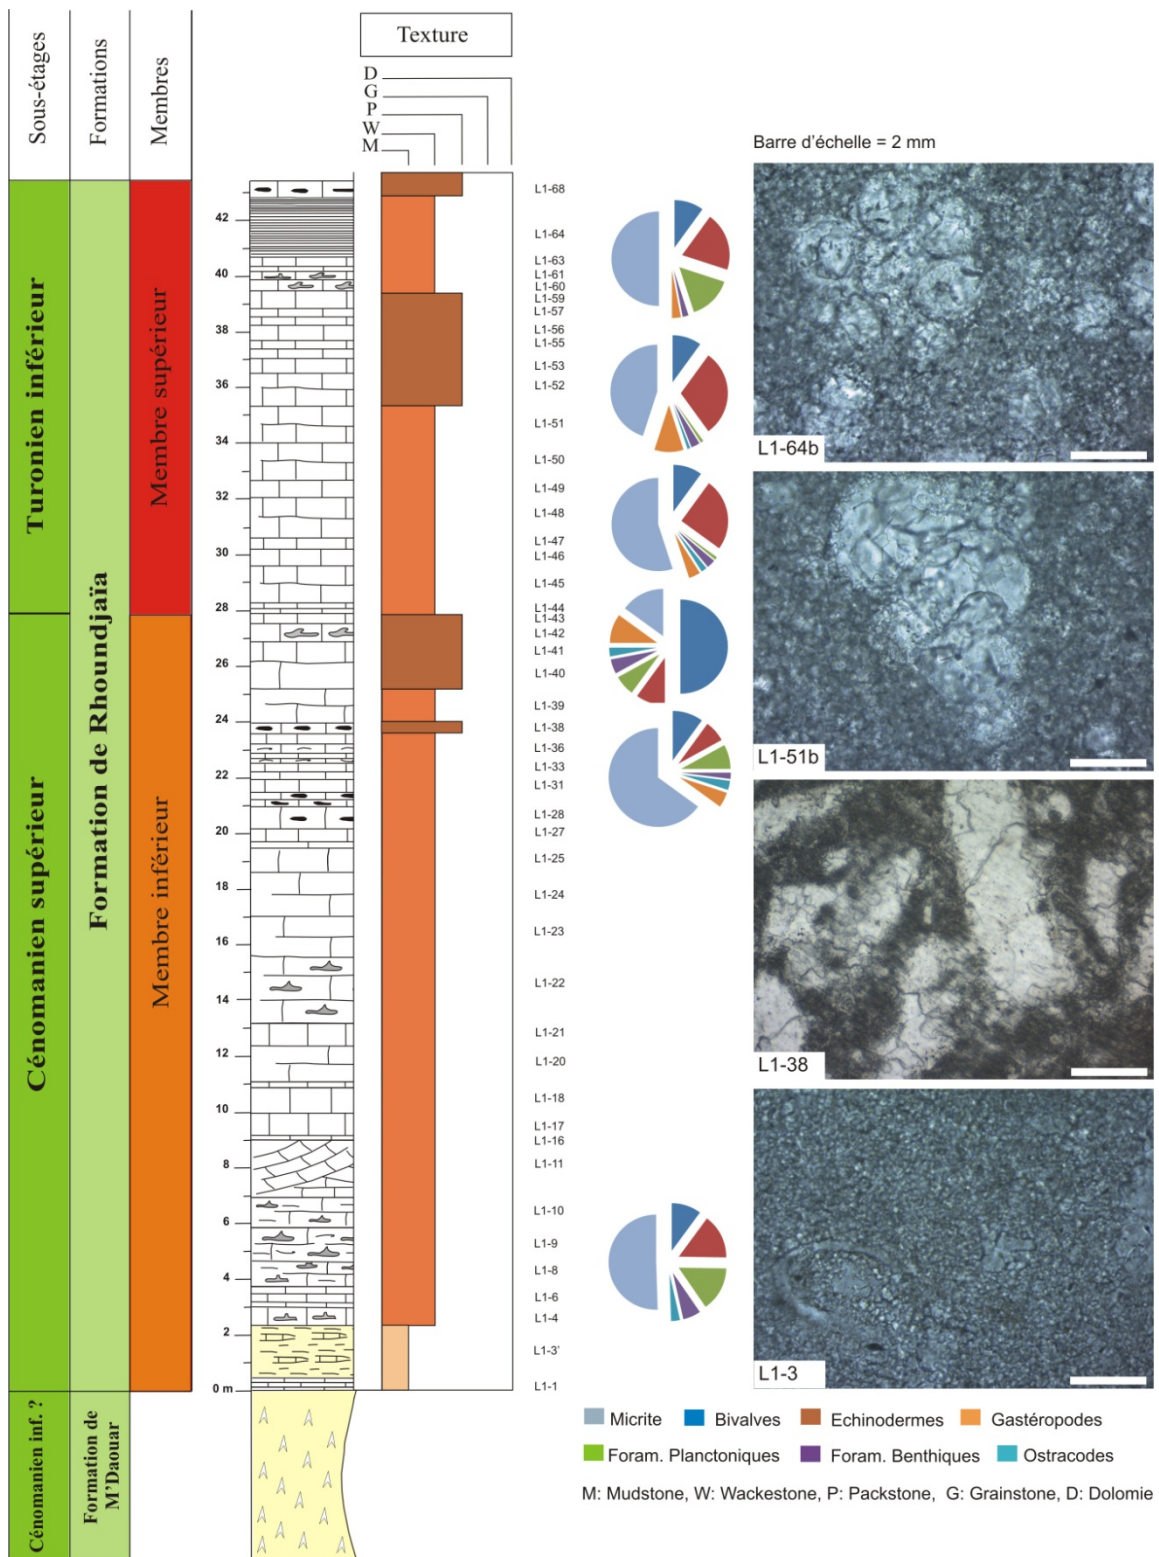 Sous-étages
Formations
Membres
Texture
D
G
P
W
M
Barre d'échelle = 2 mm
Turonien inférieur
Cénomanien supérieur
Cénomanien inf. ?
Formation de Rhoundjaïa
Formation de
M'Daouar
Membre supérieur
Membre inférieur
42
40
38
36
34
32
30
28
26
24
22
20
18
16
14
12
10
8
6
4
2
0 m
L1-68
L1-64
L1-63
L1-61
L1-60
L1-59
L1-57
L1-56
L1-55
L1-53
L1-52
L1-51
L1-50
L1-49
L1-48
L1-47
L1-46
L1-45
L1-44
L1-43
L1-42
L1-41
L1-40
L1-39
L1-38
L1-36
L1-33
L1-31
L1-28
L1-27
L1-25
L1-24
L1-23
L1-22
L1-21
L1-20
L1-18
L1-17
L1-16
L1-11
L1-10
L1-9
L1-8
L1-6
L1-4
L1-3'
L1-1
L1-64b
L1-51b
L1-38
L1-3
Micrite Bivalves Echinodermes Gastéropodes
Foram. Planctoniques Foram. Benthiques Ostracodes
M: Mudstone, W: Wackestone, P: Packstone, G: Grainstone, D: Dolomie